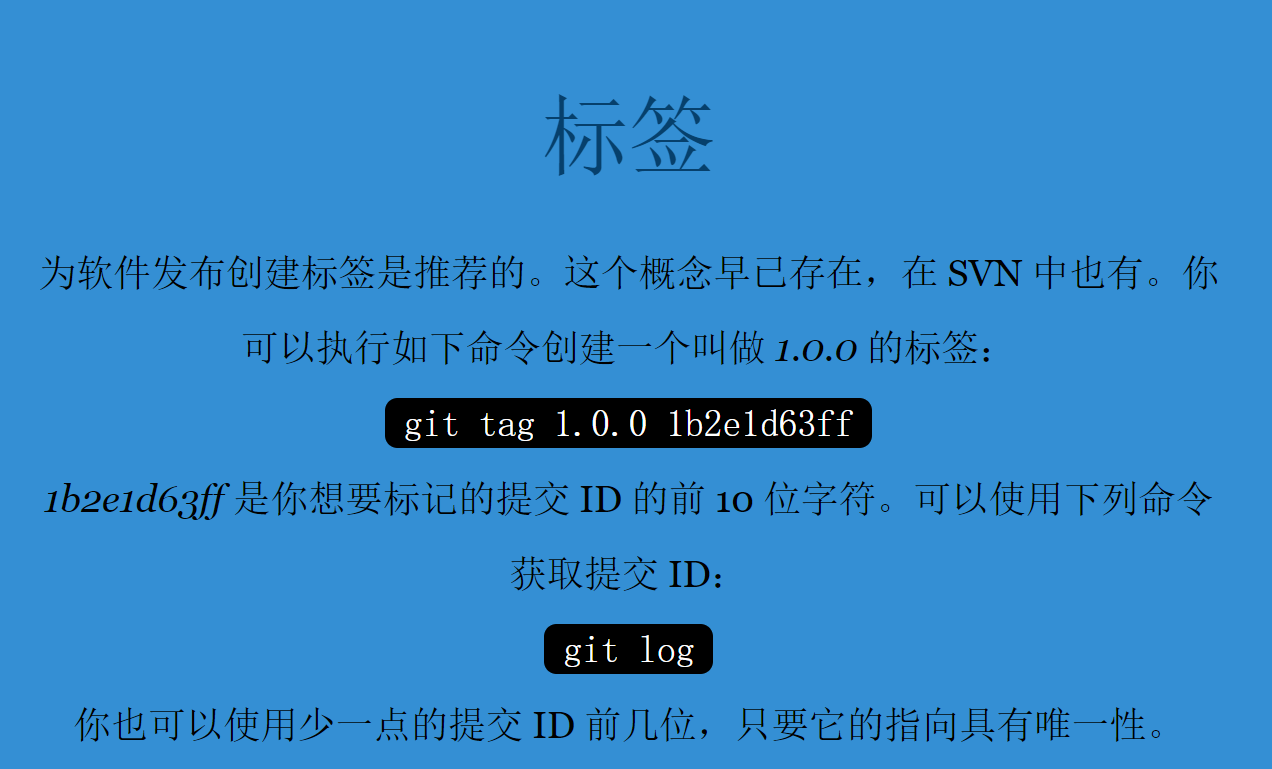 标签
为软件发布创建标签是推荐的。这个概念早已存在，在 SVN 中也有。你
可以执行如下命令创建一个叫做 1.0.0 的标签：
git tag 1.0.0 1b2e1d63ff
1b2e1d63ff 是你想要标记的提交 ID 的前 10 位字符。可以使用下列命令
获取提交 ID：
git log
你也可以使用少一点的提交 ID 前几位，只要它的指向具有唯一性。